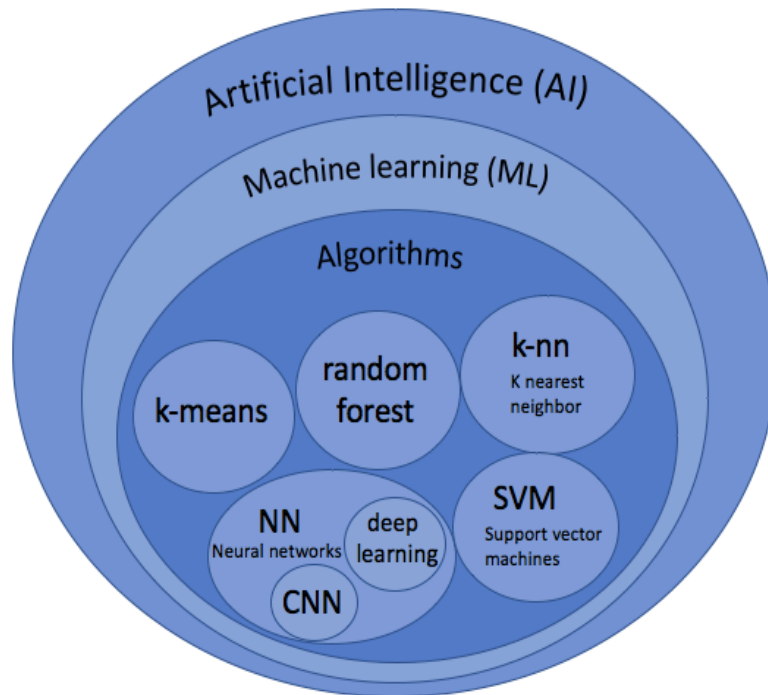 Artificial Intelligence (AI)
Machine learning (ML)
Algorithms
k-means
random
forest
k-nn
K nearest
neighbor
NN
Neural networks
deep
learning
CNN
SVM
Support vector
machines